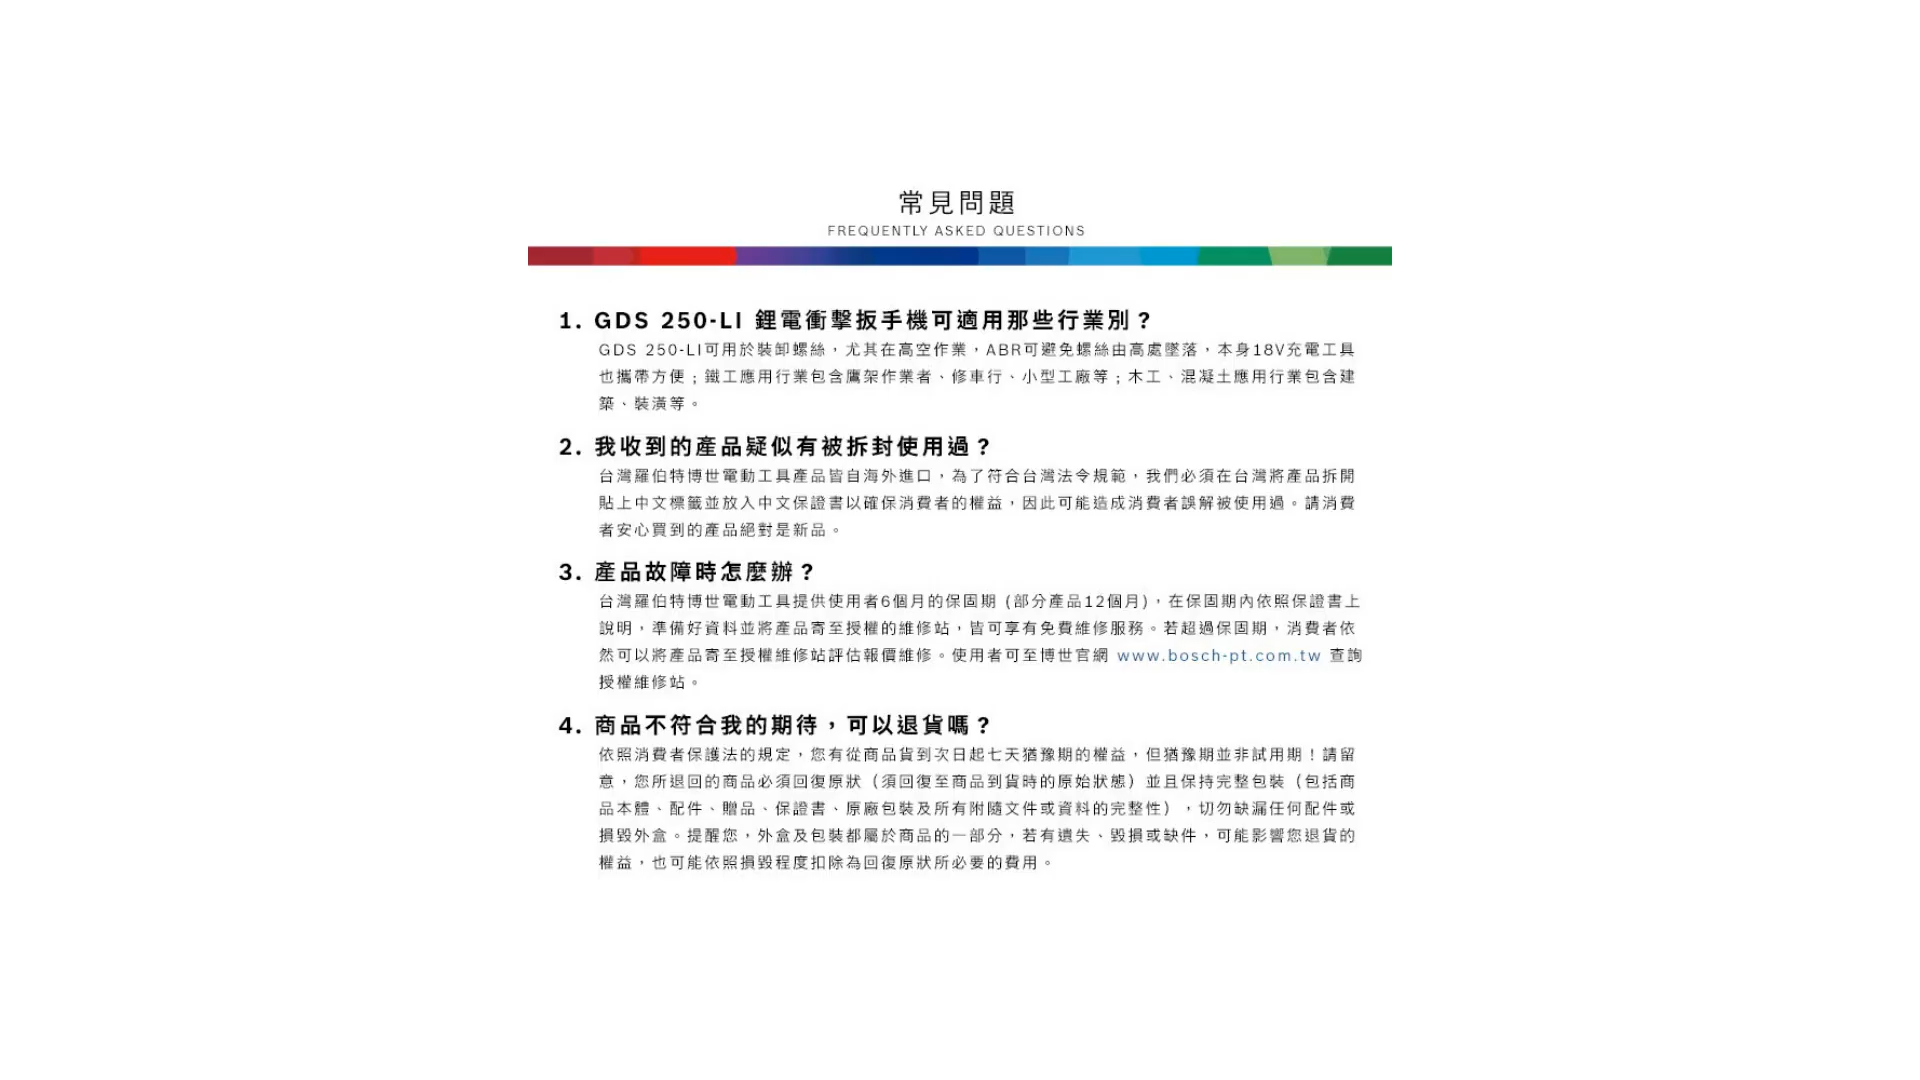 常見問題
FREQUENTLY ASKED QUESTIONS
1. GDS 250-LI 鋰電衝擊扳手機可適用那些行業別？
GDS 250-LI可用於裝卸螺絲，尤其在高空作業，ABR可避免螺絲由高處墜落，本身18V充電工具
也攜帶方便；鐵工應用行業包含鷹架作業者、修車行、小型工廠等；木工、混凝土應用行業包含建
築、裝潢等。
2. 我收到的產品疑似有被拆封使用過？
台灣羅伯特博世電動工具產品皆自海外進口，為了符合台灣法令規範，我們必須在台灣將產品拆開
貼上中文標籤並放入中文保證書以確保消費者的權益，因此可能造成消費者誤解被使用過。請消費
者安心買到的產品絕對是新品。
3. 產品故障時怎麼辦？
台灣羅伯特博世電動工具提供使用者6個月的保固期 (部分產品12個月)，在保固期內依照保證書上
說明，準備好資料並將產品寄至授權的維修站，皆可享有免費維修服務。若超過保固期，消費者依
然可以將產品寄至授權維修站評估報價維修。使用者可至博世官網 www.bosch-pt.com.tw 查詢
授權維修站。
4. 商品不符合我的期待，可以退貨嗎？
依照消費者保護法的規定，您有從商品貨到次日起七天猶豫期的權益，但猶豫期並非試用期！請留
意，您所退回的商品必須回復原狀（須回復至商品到貨時的原始狀態）並且保持完整包裝（包括商
品本體、配件、贈品、保證書、原廠包裝及所有附隨文件或資料的完整性），切勿缺漏任何配件或
損毀外盒。提醒您，外盒及包裝都屬於商品的一部分，若有遺失、毀損或缺件，可能影響您退貨的
權益，也可能依照損毀程度扣除為回復原狀所必要的費用。